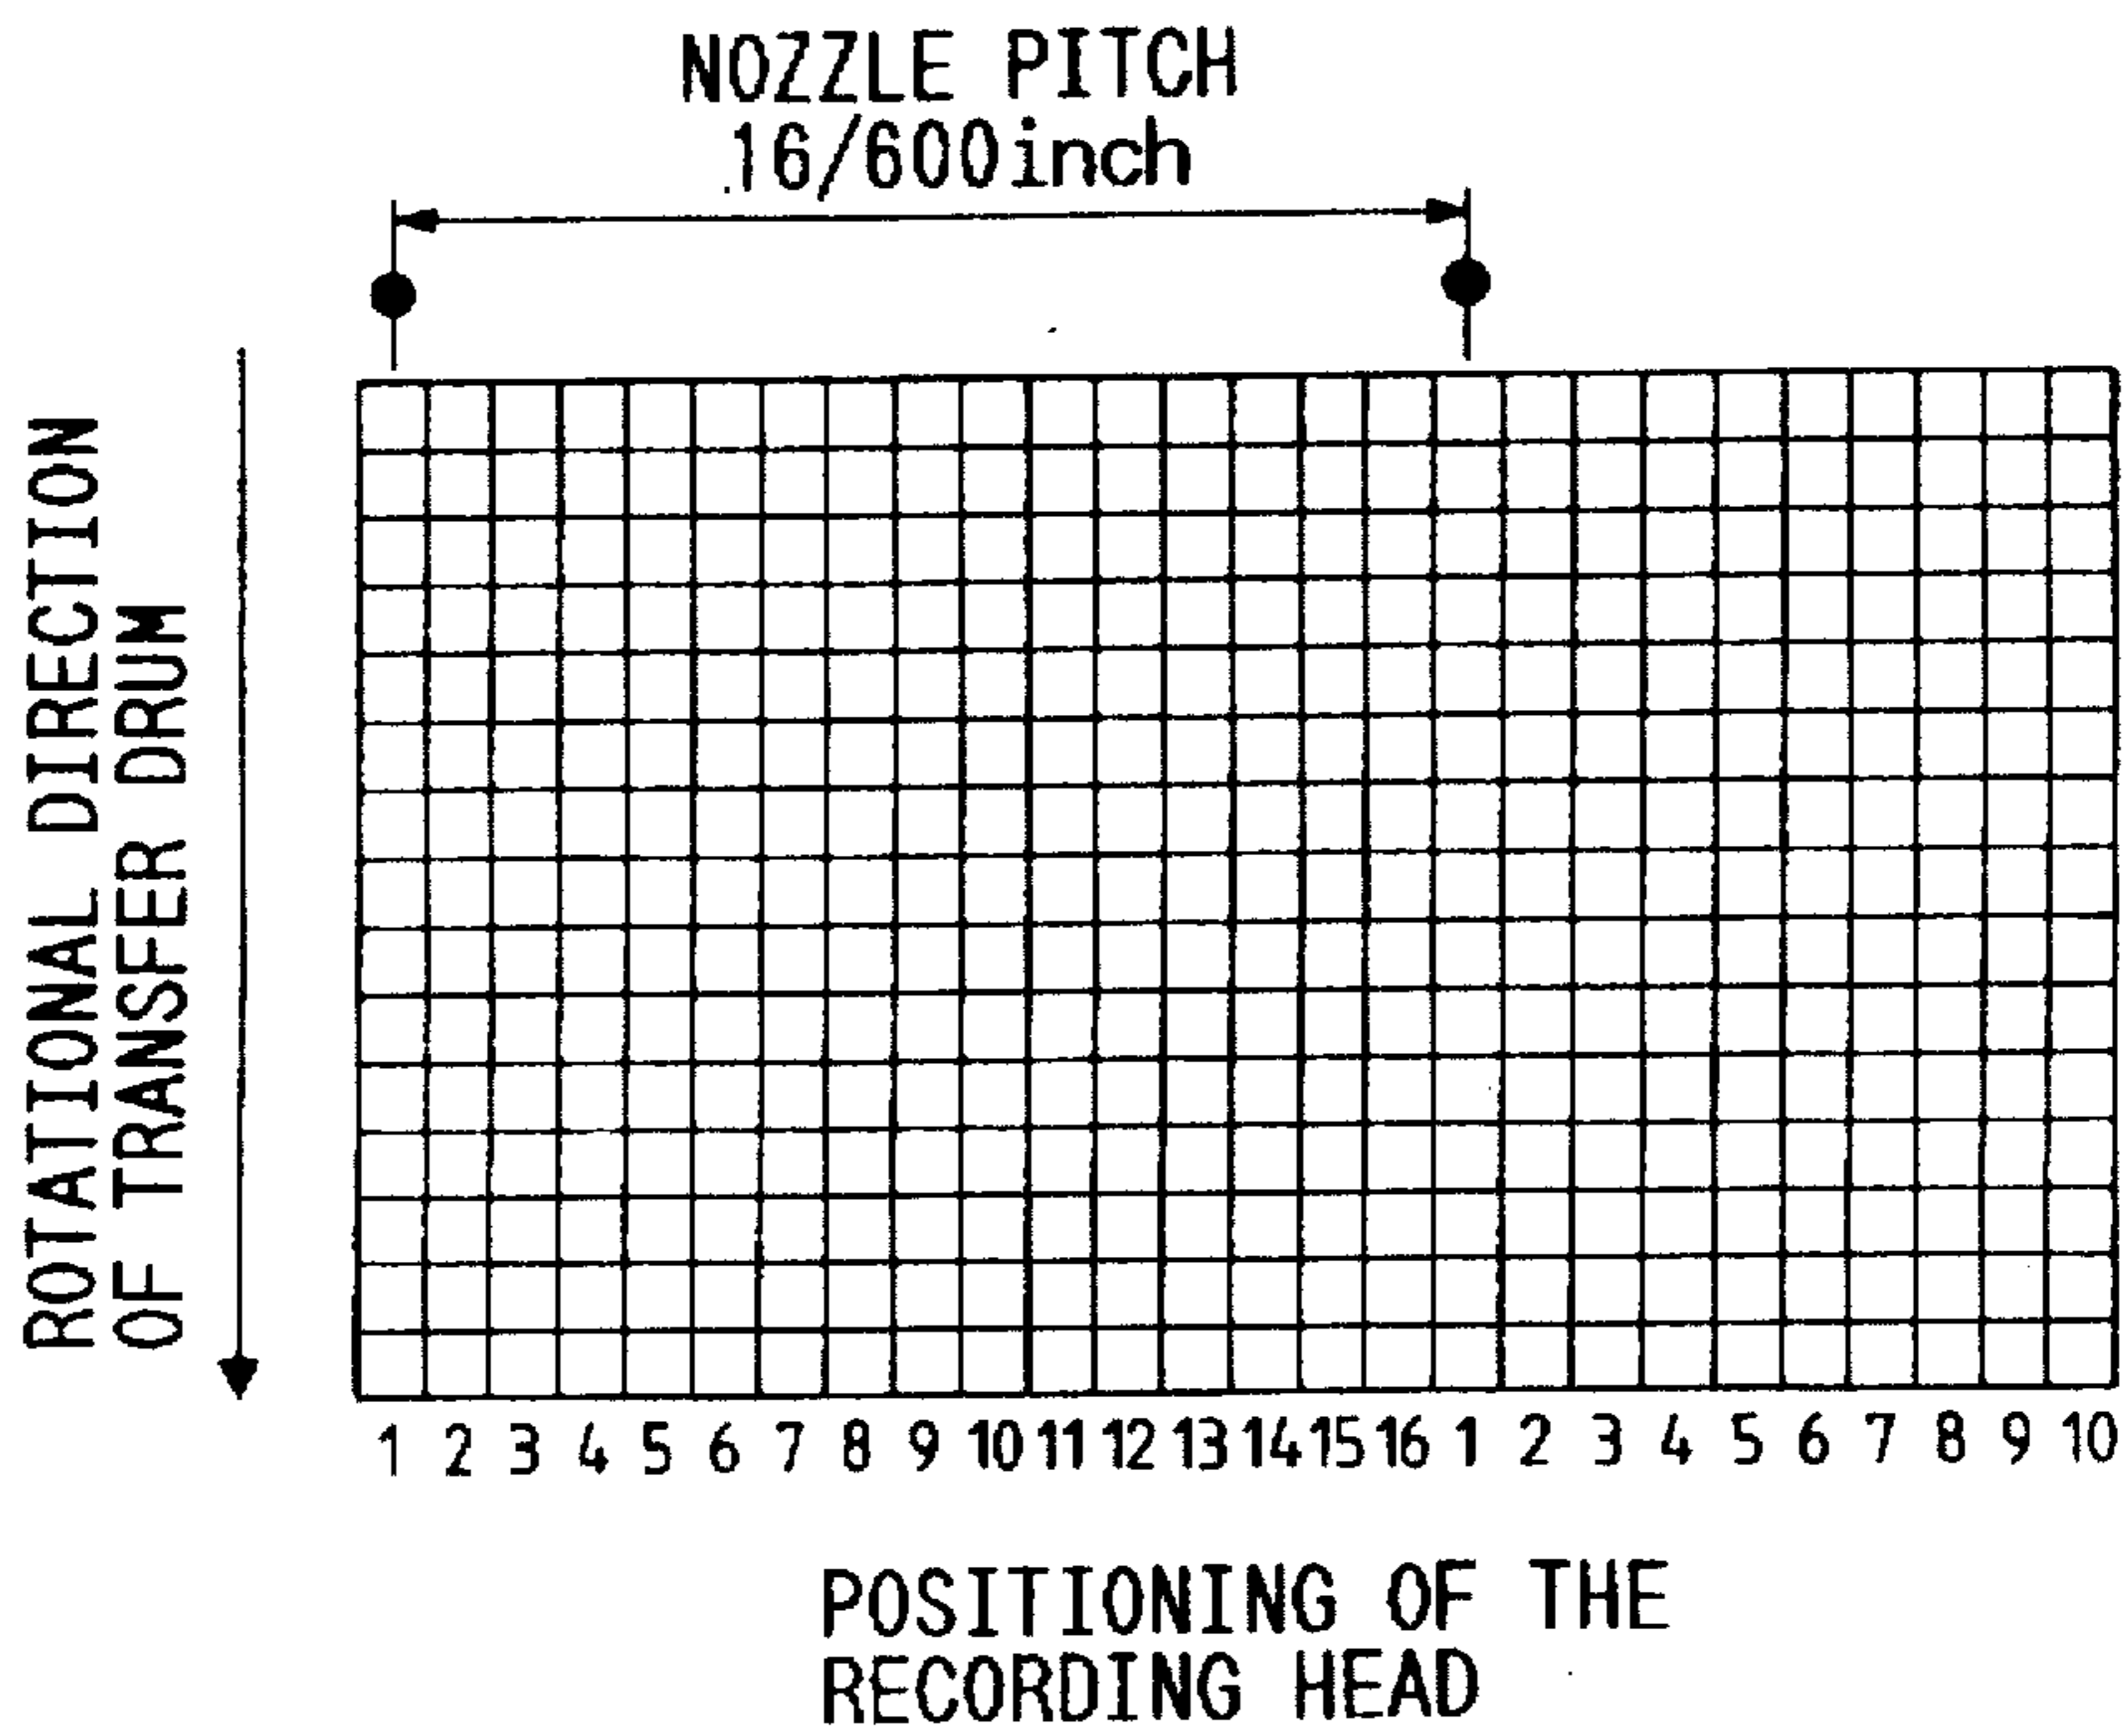 NOZZLE PITCH
16/600inch
ROTATIONAL DIRECTION
OF TRANSFER DRUM
1 2 3 4 5 6 7 8 9 10 11 12 13 14 15 16 1 2 3 4 5 6 7 8 9 10
POSITIONING OF THE
RECORDING HEAD